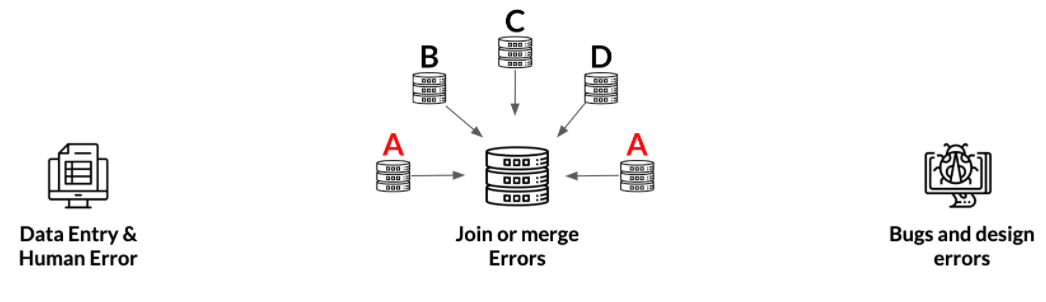 C
B
D
A
A
Data Entry &
Human Error
Join or merge
Errors
Bugs and design
errors